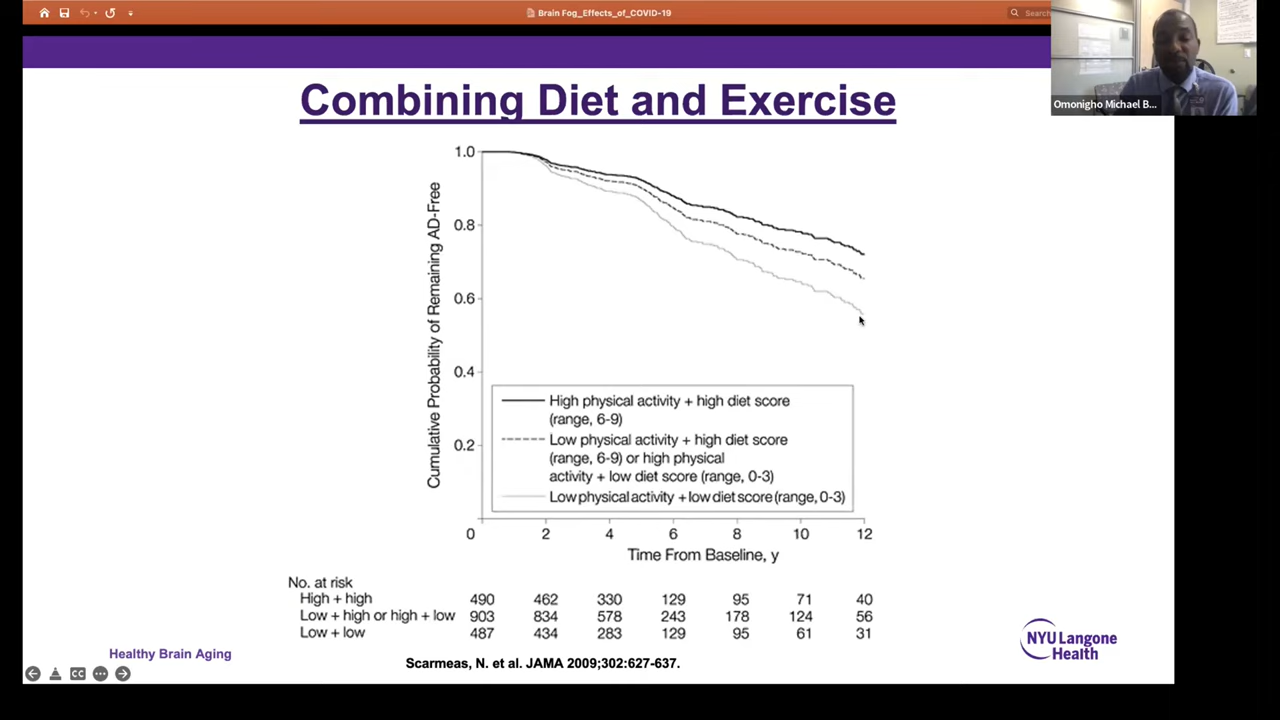 Brain Fog_Effects_of_COVID-19
Search
Omonigho Michael B...
Combining Diet and Exercise
Cumulative Probability of Remaining AD-Free
1.0
0.8
0.6
0.4
0.2
High physical activity + high diet score
(range, 6-9)
Low physical activity + high diet score
(range, 6-9) or high physical
activity + low diet score (range, 0-3)
Low physical activity + low diet score (range, 0-3)
0 2 4 6 8 10 12
Time From Baseline, y
No. at risk
High + high 490 462 330 129 95 71 40
Low + high or high + low 903 834 578 243 178 124 56
Low + low 487 434 283 129 95 61 31
Healthy Brain Aging
Scarmeas, N. et al. JAMA 2009;302:627-637.
NYU Langone
Health
CC